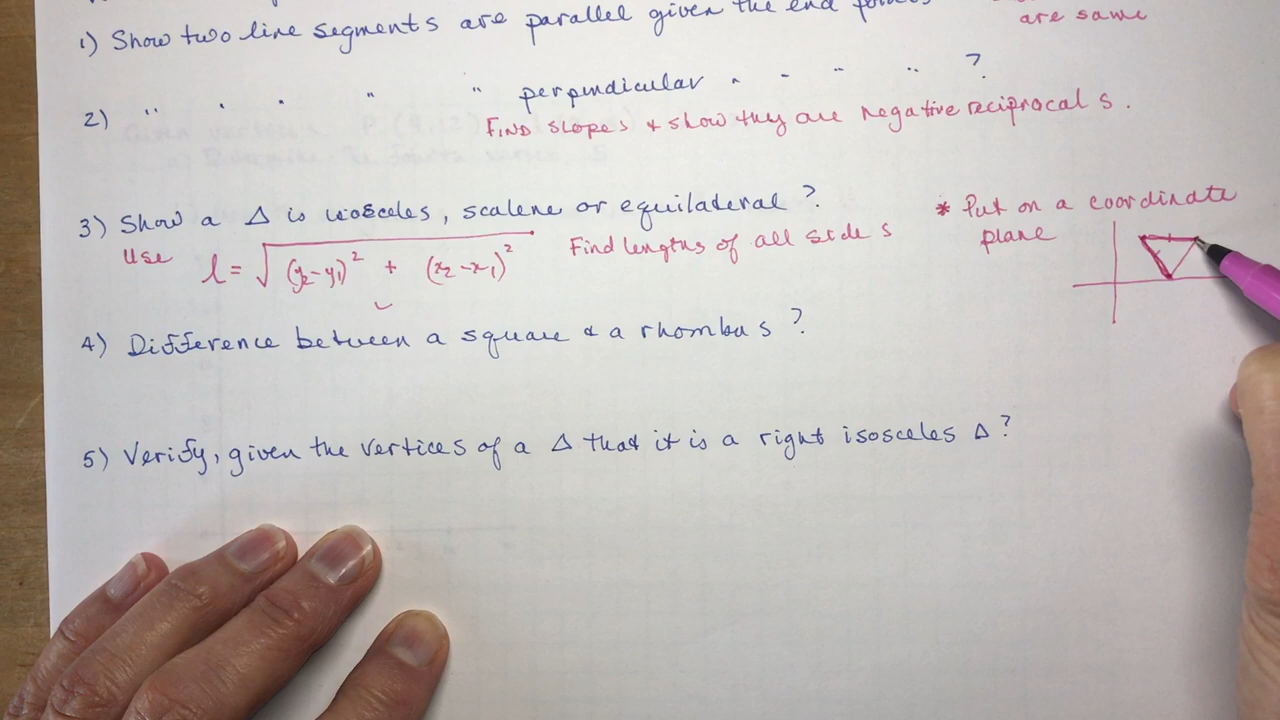 1) Show two line segments are parallel given the end points
are same
2) " " " " " perpendicular " " " " ?
FIND slopes & show they are negative reciprocals.
3) Show a Δ is isosceles, scalene or equilateral ?
* Put on a coordinate
plane
Use l = √(y₂-y₁)² + (x₂-x₁)² Find lengths of all sides
4) Difference between a square & a rhombus ?
5) Verify, given the vertices of a Δ that it is a right isosceles Δ ?